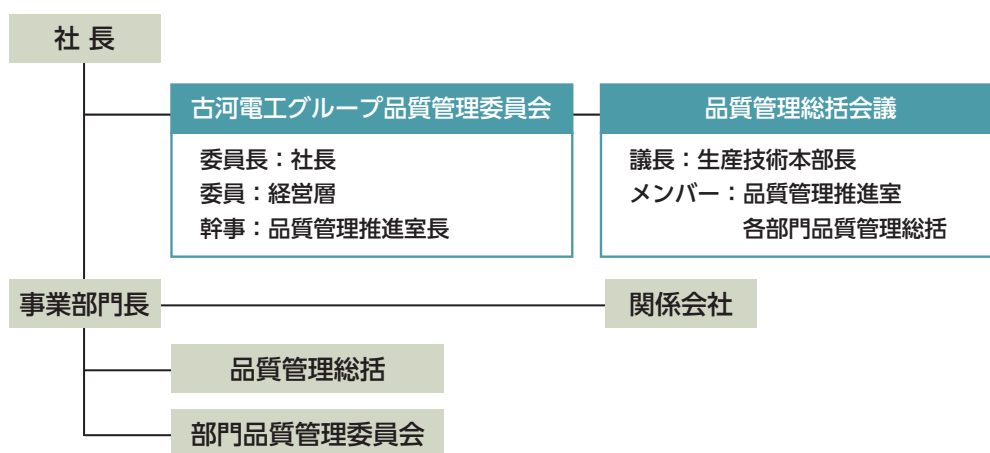 社 長
古河電工グループ品質管理委員会
委員長：社長
委員：経営層
幹事：品質管理推進室長
品質管理総括会議
議長：生産技術本部長
メンバー：品質管理推進室
各部門品質管理総括
事業部門長
関係会社
品質管理総括
部門品質管理委員会